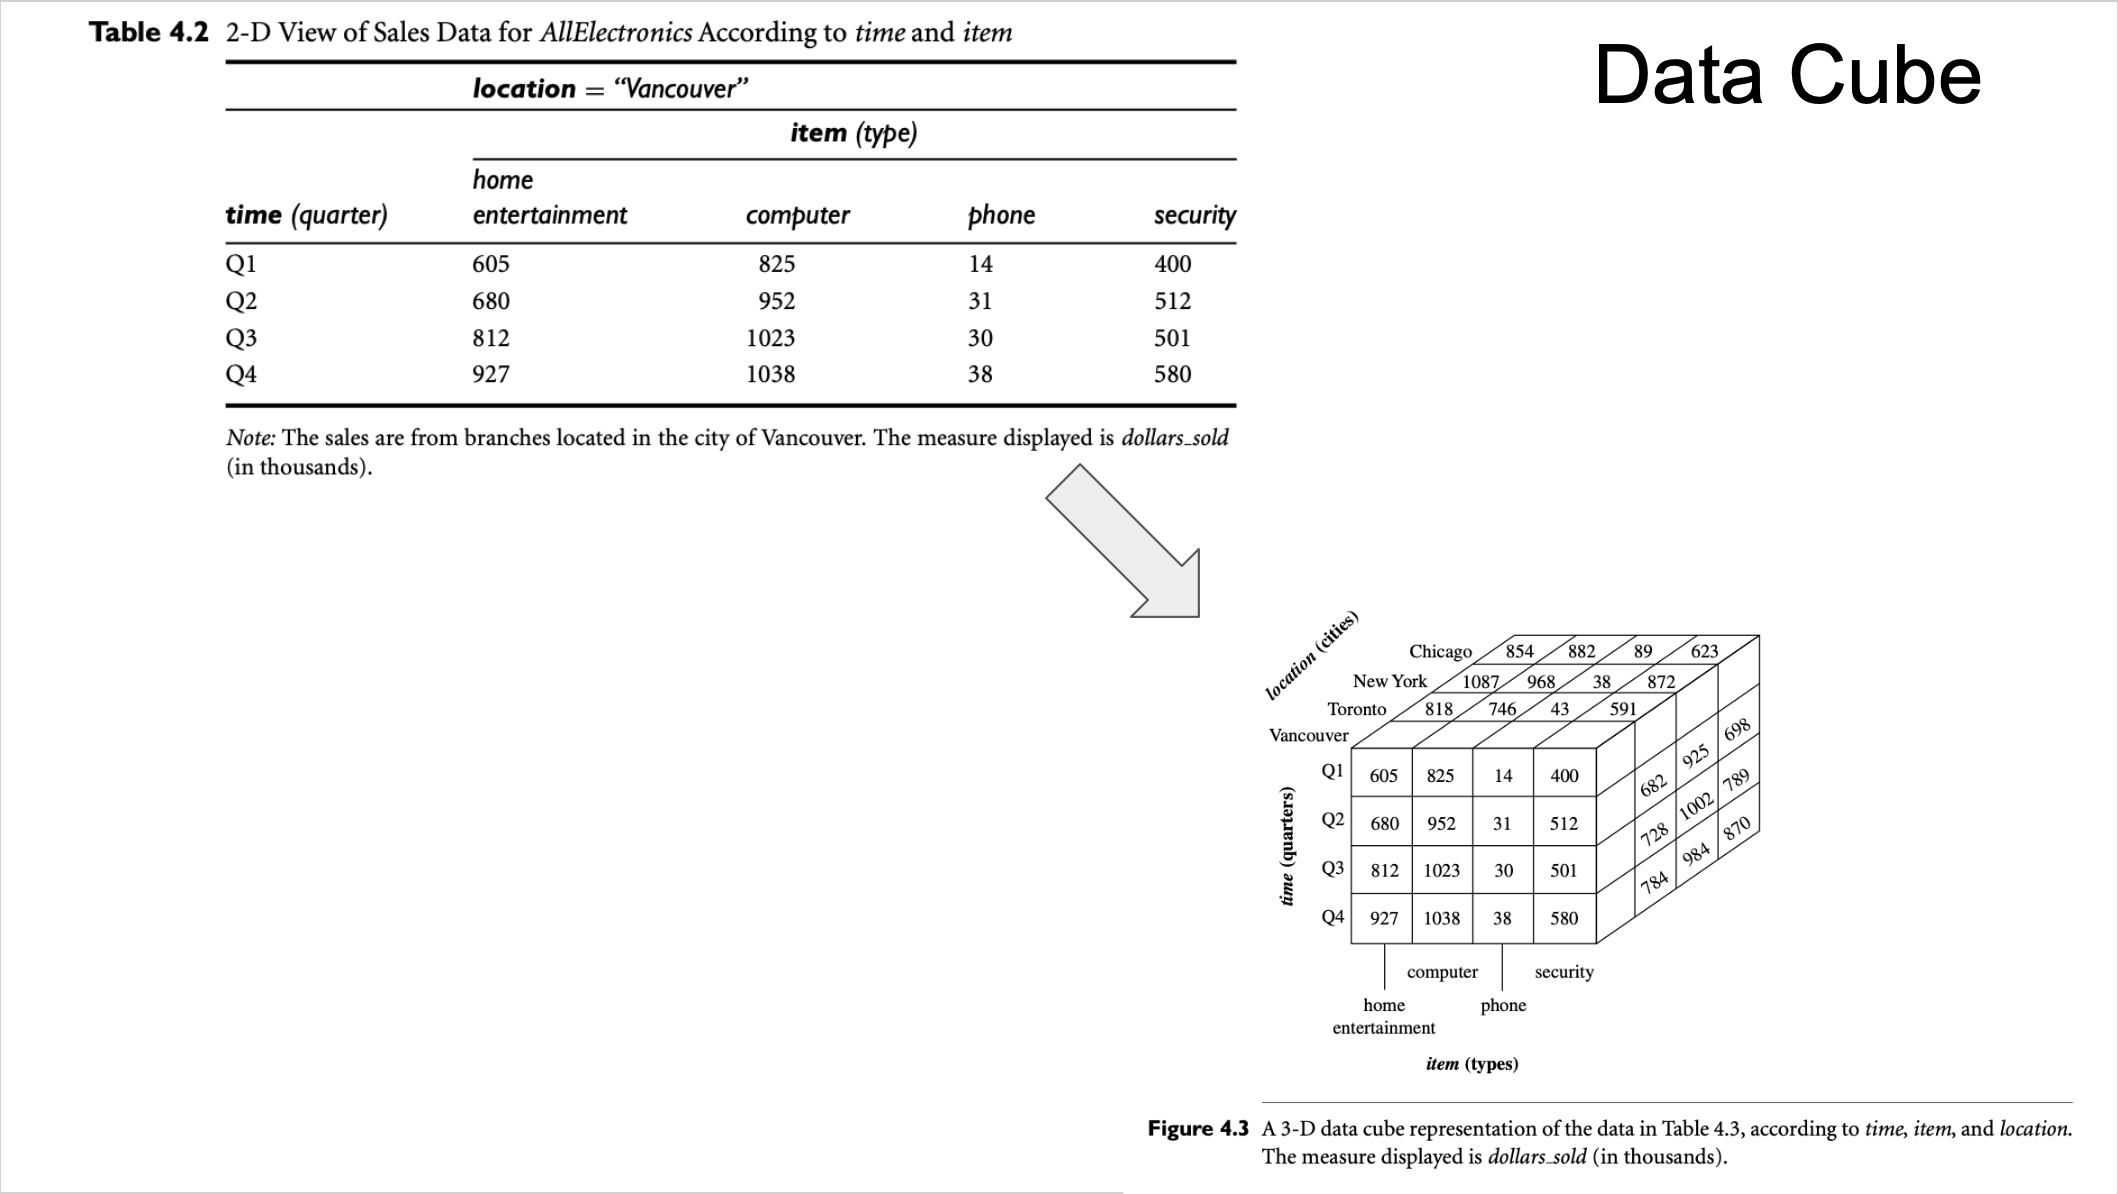 Table 4.2 2-D View of Sales Data for AllElectronics According to time and item
Data Cube
location = “Vancouver”
item (type)
home
time (quarter) entertainment computer phone security
Q1 605 825 14 400
Q2 680 952 31 512
Q3 812 1023 30 501
Q4 927 1038 38 580
Note: The sales are from branches located in the city of Vancouver. The measure displayed is dollars_sold
(in thousands).
location (cities)
Chicago 854 882 89 623
New York 1087 968 38 872
Toronto 818 746 43 591
Vancouver
Q1 605 825 14 400
Q2 680 952 31 512
Q3 812 1023 30 501
Q4 927 1038 38 580
682 925 698
728 1002 789
784 984 870
time (quarters)
computer security
home phone
entertainment
item (types)
Figure 4.3 A 3-D data cube representation of the data in Table 4.3, according to time, item, and location.
The measure displayed is dollars_sold (in thousands).